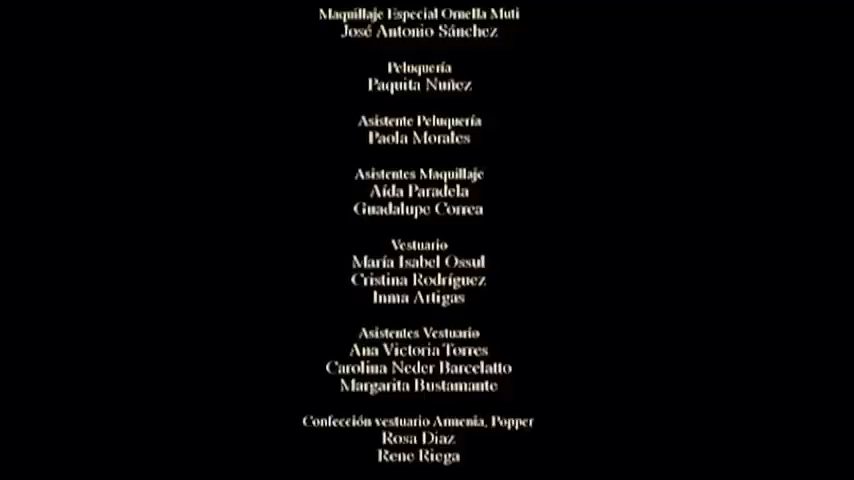 Maquillaje Especial Ornella Muti
José Antonio Sánchez
Peluquería
Paquita Nuñez
Asistente Peluquería
Paola Morales
Asistentes Maquillaje
Aída Paradela
Guadalupe Correa
Vestuario
María Isabel Ossul
Cristina Rodríguez
Inma Artigas
Asistentes Vestuario
Ana Victoria Torres
Carolina Neder Barcelatto
Margarita Bustamante
Confección vestuario Armenia, Popper
Rosa Diaz
Rene Riega